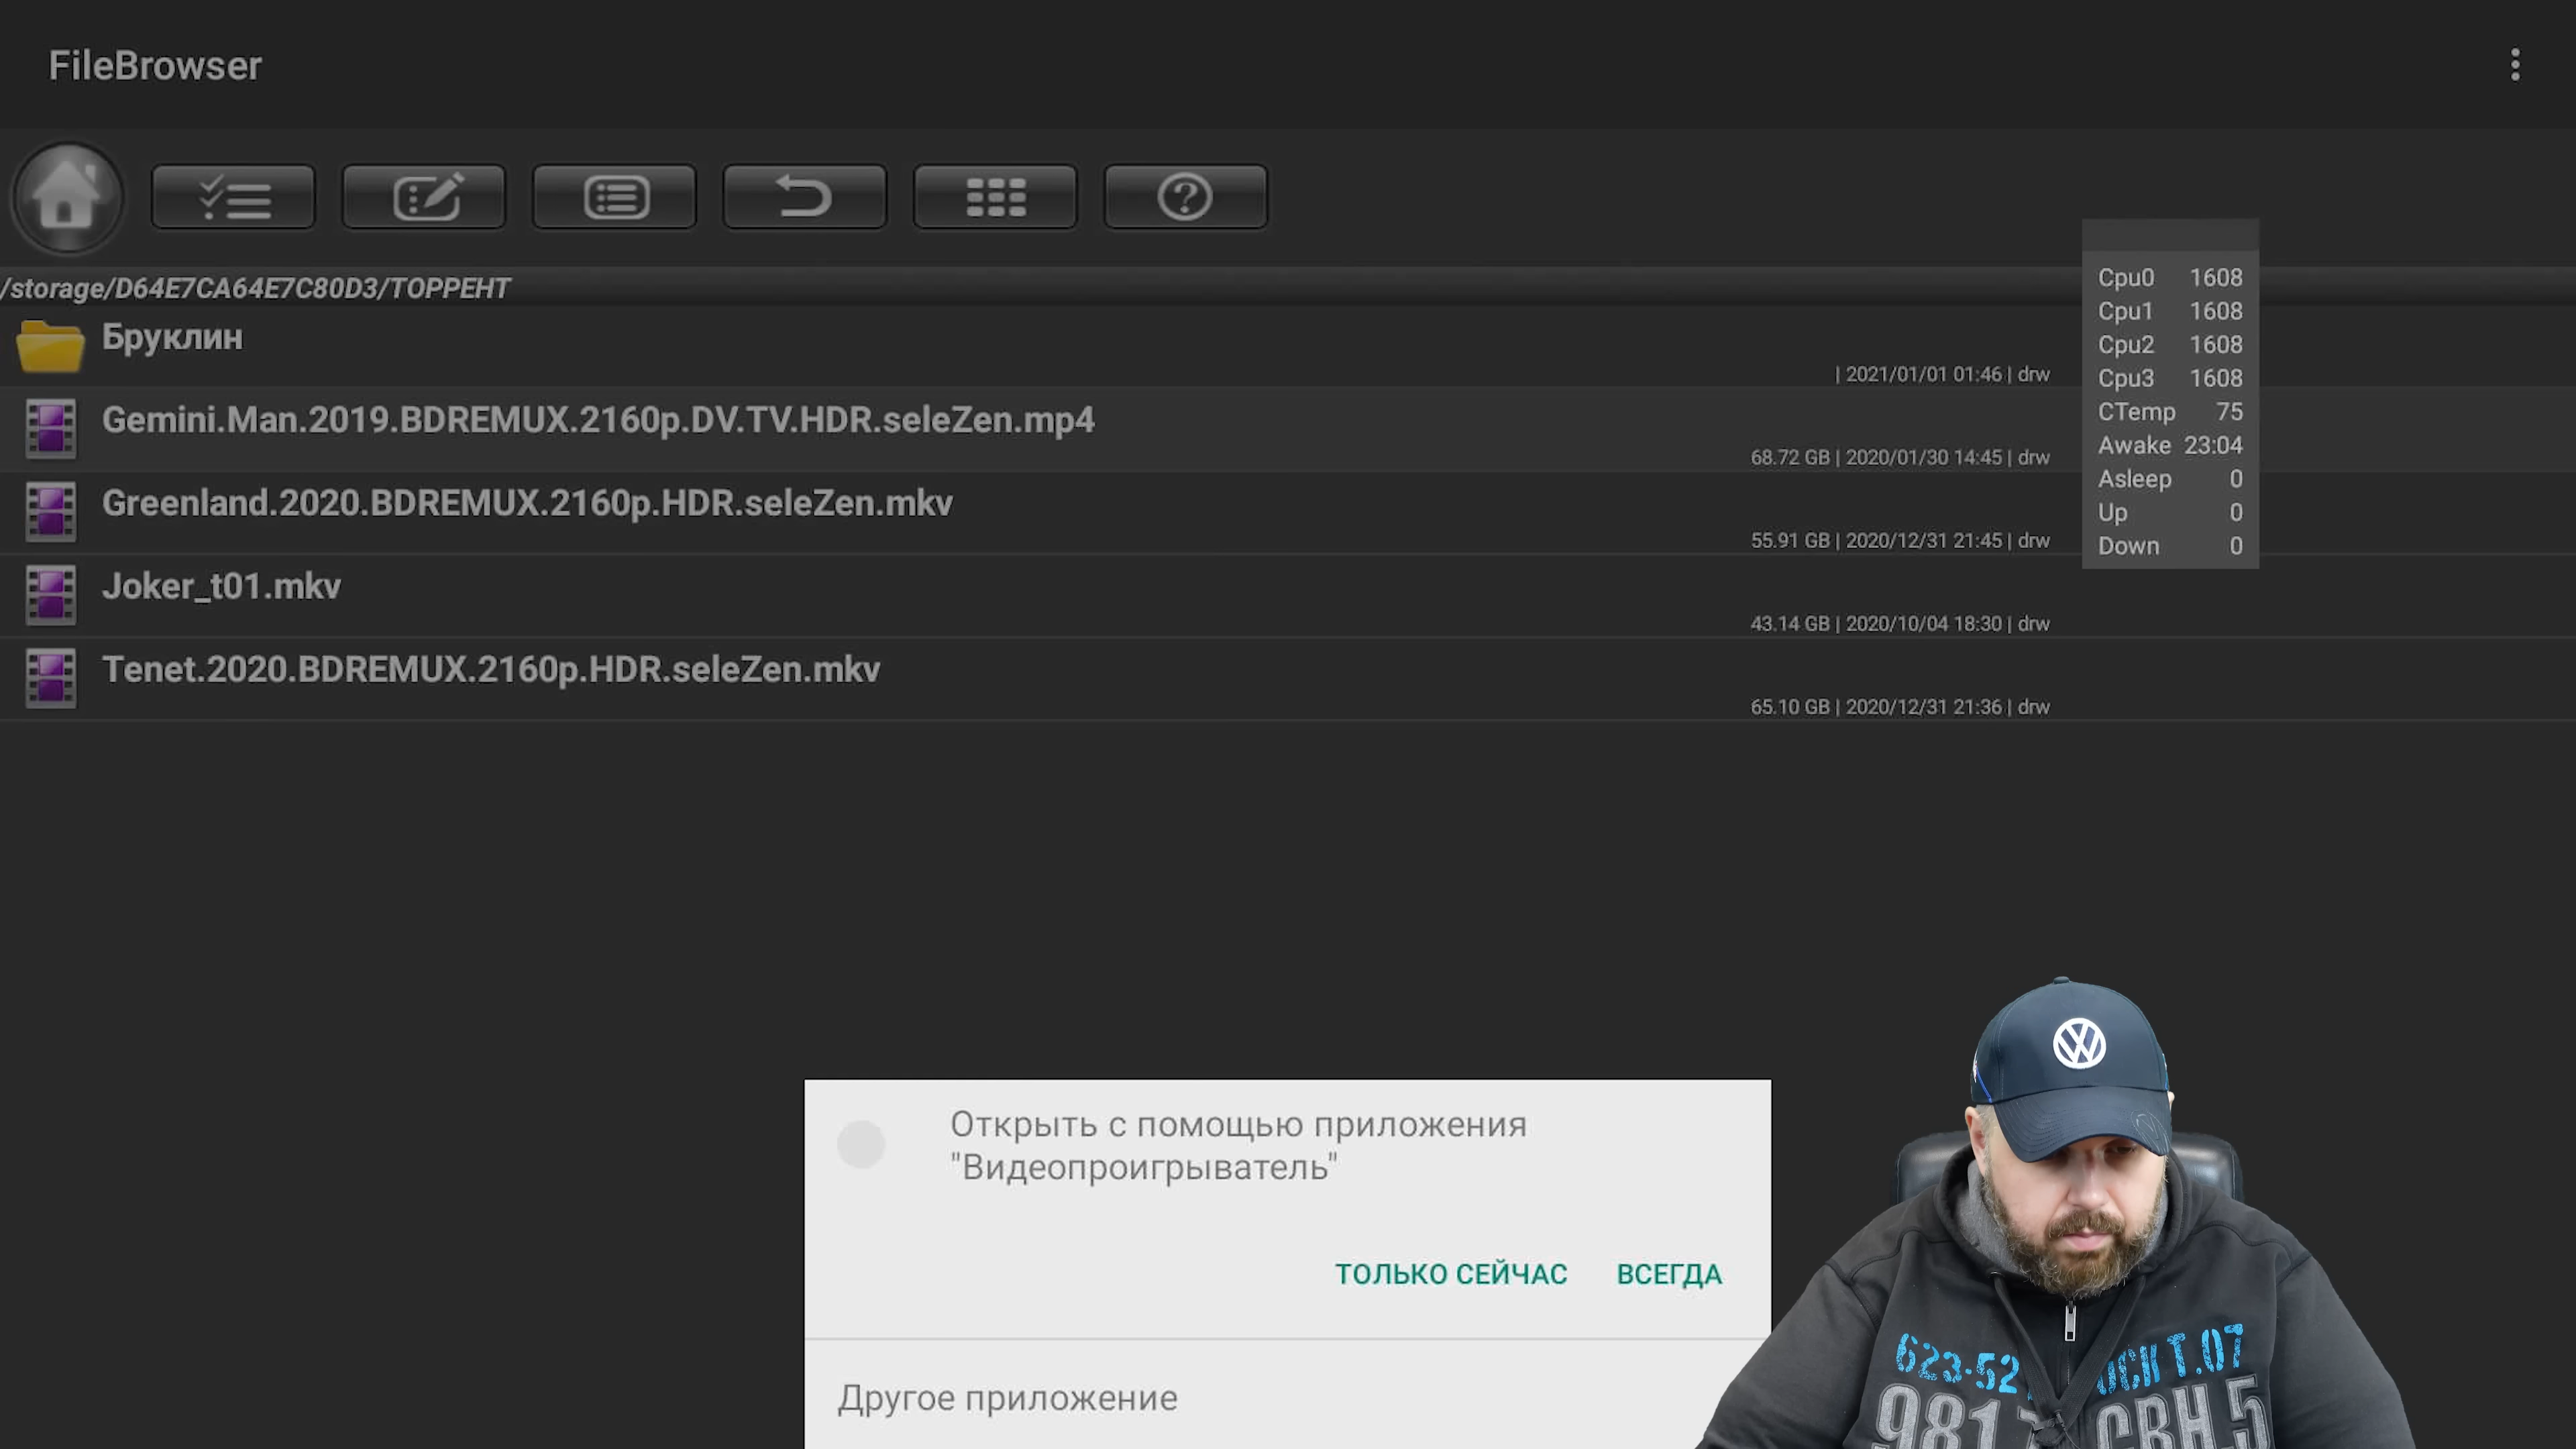 FileBrowser
/storage/D64E7CA64E7C80D3/ТОРРЕНТ
Бруклин
| 2021/01/01 01:46 | drw
Gemini.Man.2019.BDREMUX.2160p.DV.TV.HDR.seleZen.mp4
68.72 GB | 2020/01/30 14:45 | drw
Greenland.2020.BDREMUX.2160p.HDR.seleZen.mkv
55.91 GB | 2020/12/31 21:45 | drw
Joker_t01.mkv
43.14 GB | 2020/10/04 18:30 | drw
Tenet.2020.BDREMUX.2160p.HDR.seleZen.mkv
65.10 GB | 2020/12/31 21:36 | drw
Cpu0 1608
Cpu1 1608
Cpu2 1608
Cpu3 1608
CTemp 75
Awake 23:04
Asleep 0
Up 0
Down 0
Открыть с помощью приложения
"Видеопроигрыватель"
ТОЛЬКО СЕЙЧАС ВСЕГДА
Другое приложение
623-52
981